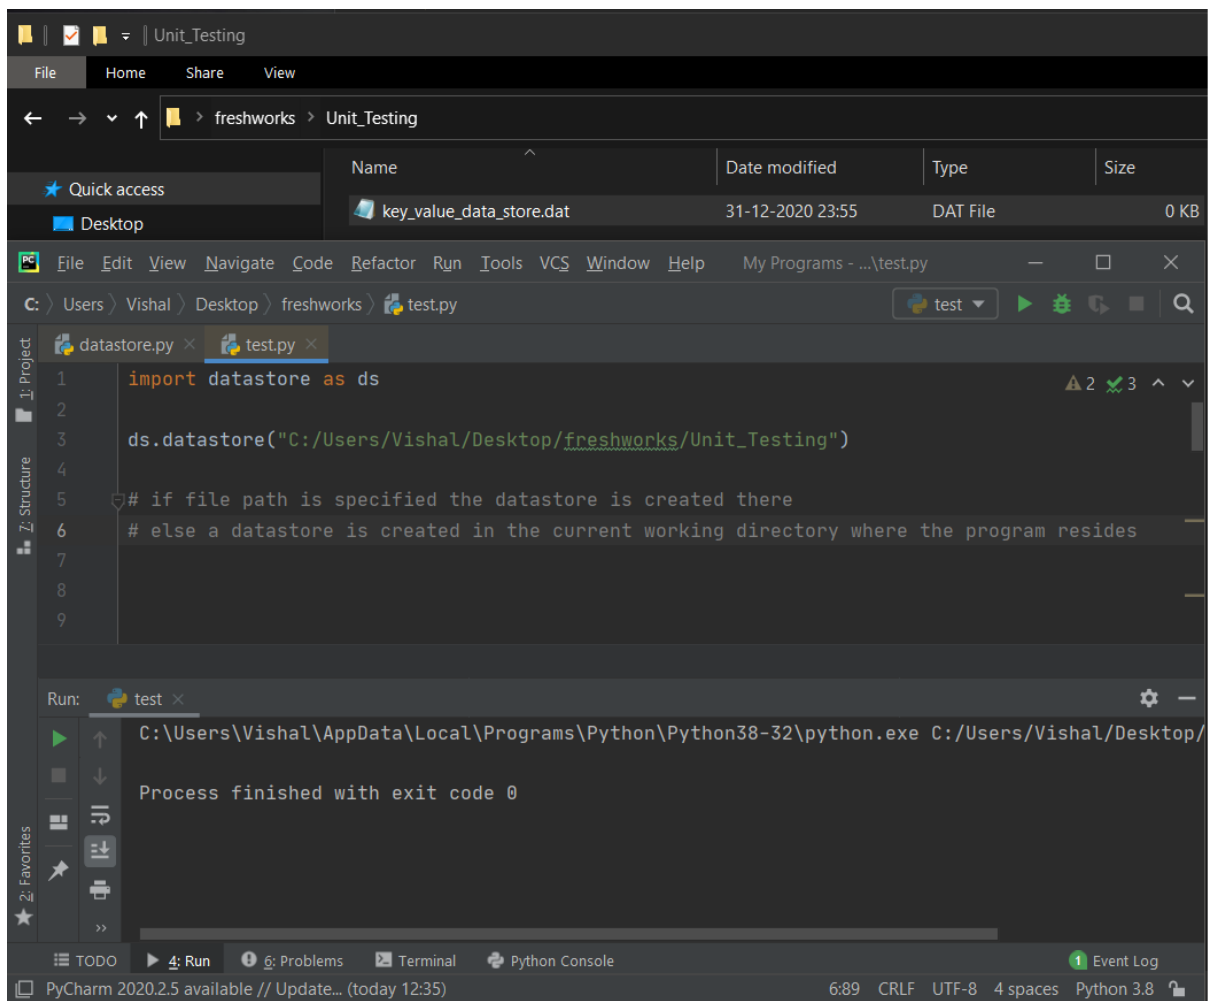 Unit_Testing
File Home Share View
freshworks > Unit_Testing
Name Date modified Type Size
Quick access
key_value_data_store.dat 31-12-2020 23:55 DAT File 0 KB
Desktop
PC File Edit View Navigate Code Refactor Run Tools VCS Window Help My Programs - ...\test.py
C: Users Vishal Desktop freshworks test.py test
datastore.py test.py
1: Project
1 import datastore as ds
2 3
2
3 ds.datastore("C:/Users/Vishal/Desktop/freshworks/Unit_Testing")
4
Z: Structure
5 # if file path is specified the datastore is created there
6 # else a datastore is created in the current working directory where the program resides
7
8
9
Run: test
C:\Users\Vishal\AppData\Local\Programs\Python\Python38-32\python.exe C:/Users/Vishal/Desktop/
Process finished with exit code 0
2: Favorites
TODO 4: Run 6: Problems Terminal Python Console 1 Event Log
PyCharm 2020.2.5 available // Update... (today 12:35) 6:89 CRLF UTF-8 4 spaces Python 3.8